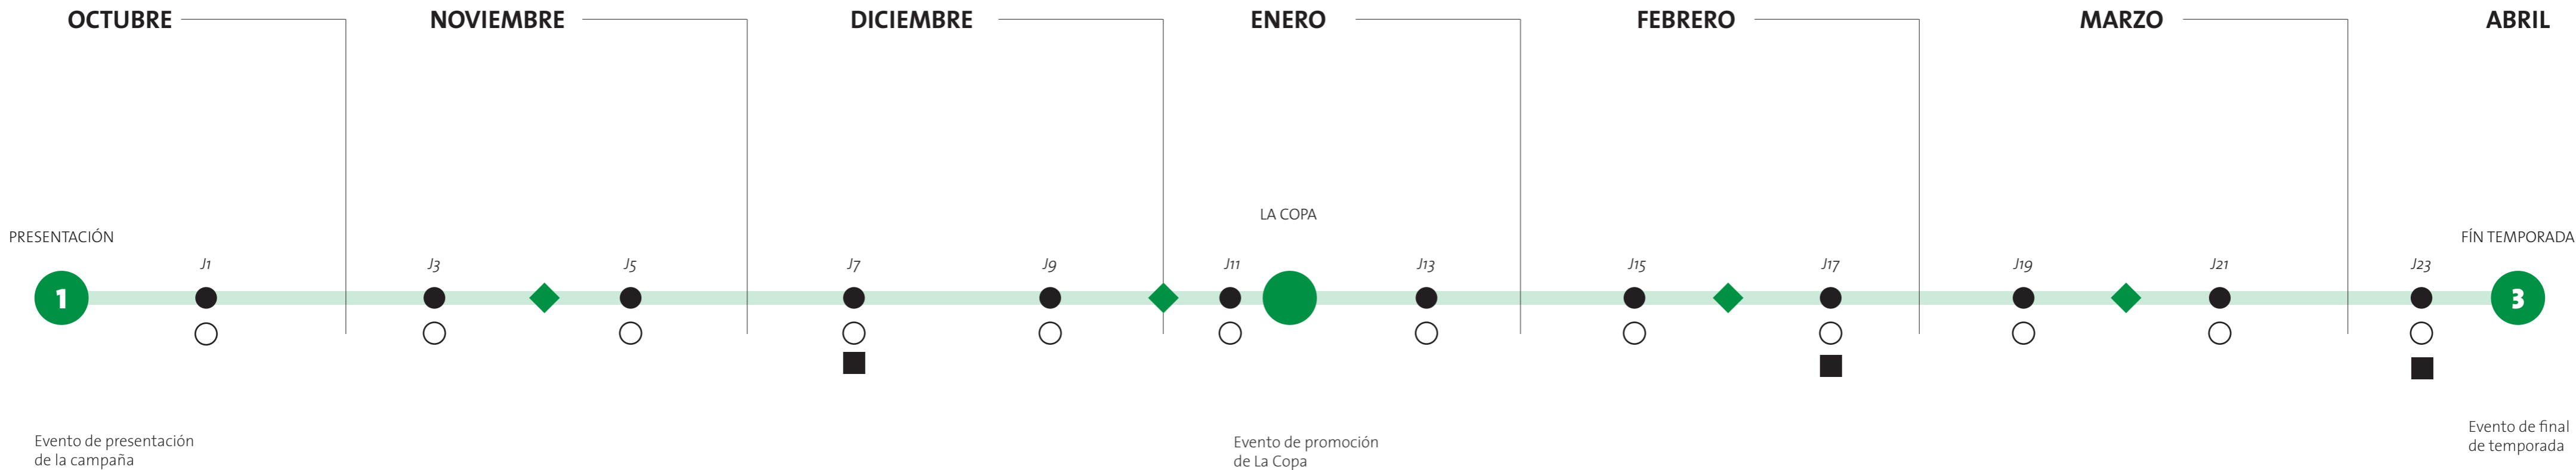 OCTUBRE
NOVIEMBRE
DICIEMBRE
ENERO
FEBRERO
MARZO
ABRIL
LA COPA
PRESENTACIÓN
FÍN TEMPORADA
J1
J3
J5
J7
J9
J11
J13
J15
J17
J19
J21
J23
1
3
Evento de presentación
de la campaña
Evento de promoción
de La Copa
Evento de final
de temporada